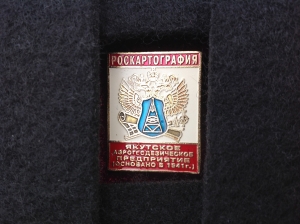 РОСКАРТОГРАФИЯ
ЯКУТСКОЕ
АЭРОГЕОДЕЗИЧЕСКОЕ
ПРЕДПРИЯТИЕ
(ОСНОВАНО В 1941г.)